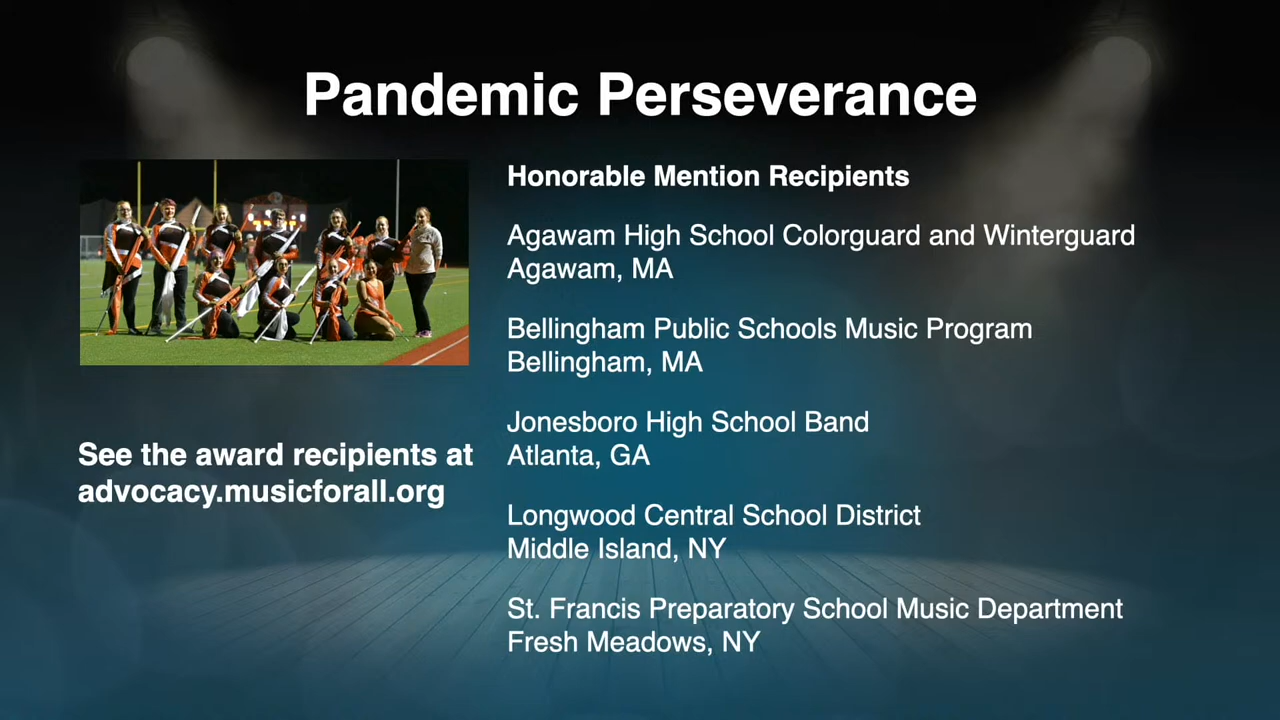 Pandemic Perseverance
Honorable Mention Recipients
Agawam High School Colorguard and Winterguard
Agawam, MA
Bellingham Public Schools Music Program
Bellingham, MA
Jonesboro High School Band
Atlanta, GA
Longwood Central School District
Middle Island, NY
St. Francis Preparatory School Music Department
Fresh Meadows, NY
See the award recipients at
advocacy.musicforall.org